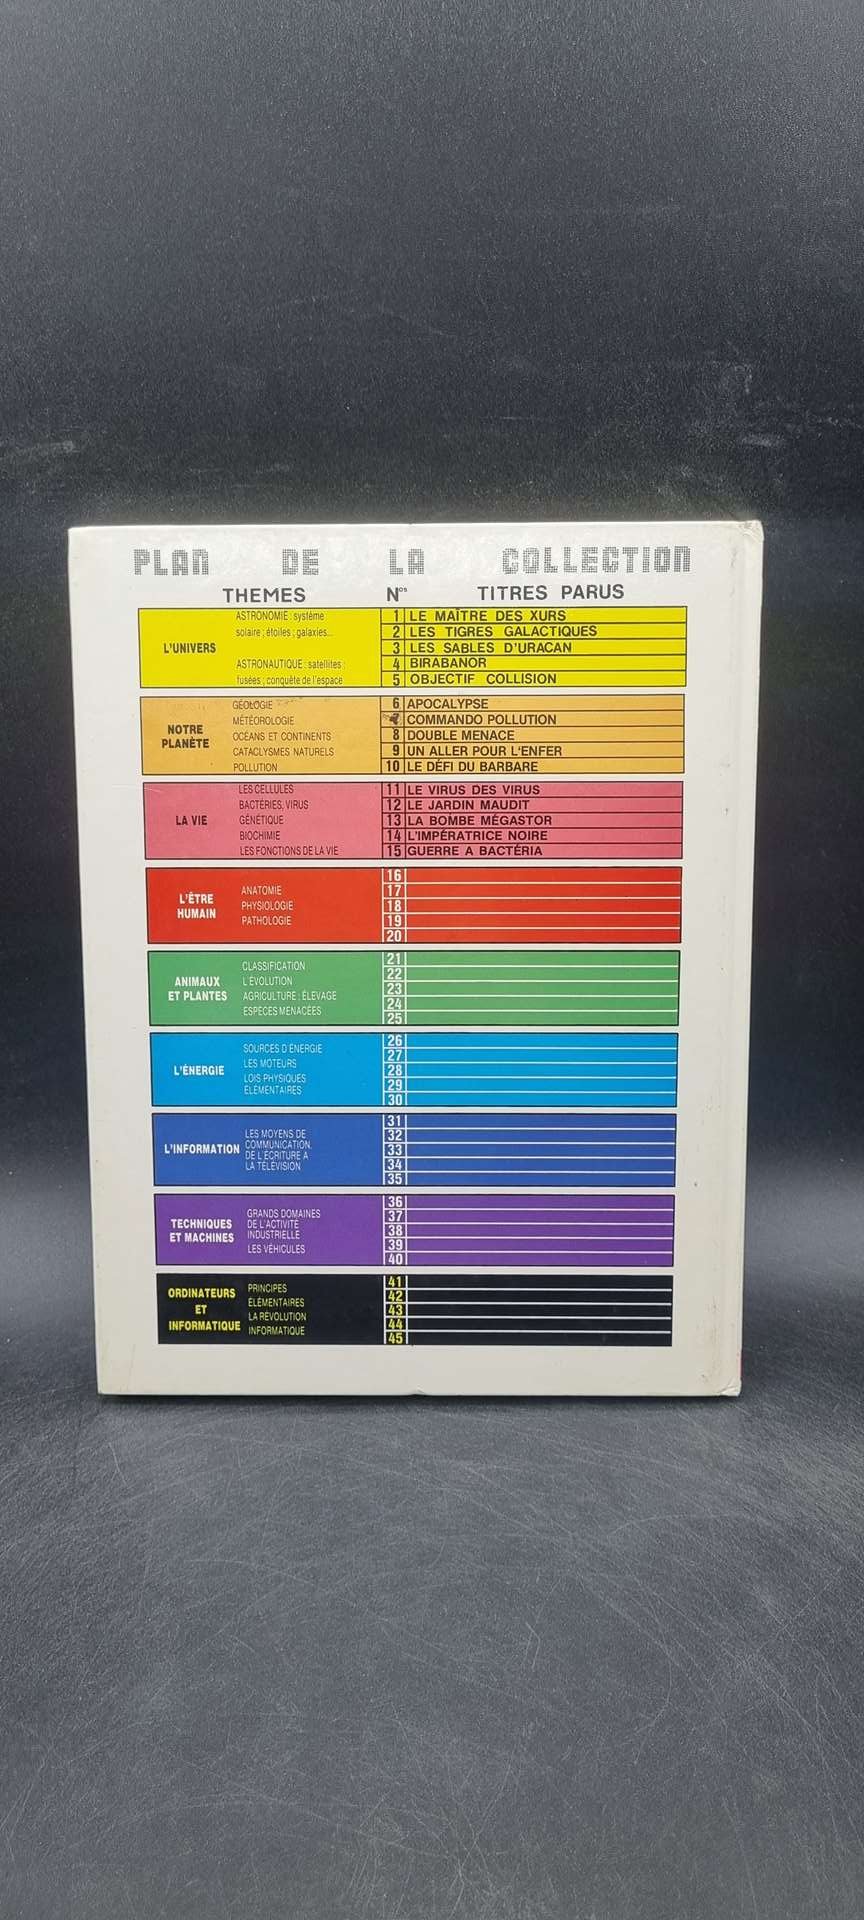 PLAN DE LA COLLECTION
THEMES Nos TITRES PARUS
L'UNIVERS
ASTRONOMIE : système
solaire ; étoiles ; galaxies...
ASTRONAUTIQUE : satellites ;
fusées ; conquête de l'espace
1 LE MAÎTRE DES XURS
2 LES TIGRES GALACTIQUES
3 LES SABLES D'URACAN
4 BIRABANOR
5 OBJECTIF COLLISION
NOTRE
PLANÈTE
GÉOLOGIE
MÉTÉOROLOGIE
OCÉANS ET CONTINENTS
CATACLYSMES NATURELS
POLLUTION
6 APOCALYPSE
COMMANDO POLLUTION
8 DOUBLE MENACE
9 UN ALLER POUR L'ENFER
10 LE DÉFI DU BARBARE
LA VIE
LES CELLULES
BACTÉRIES, VIRUS
GÉNÉTIQUE
BIOCHIMIE
LES FONCTIONS DE LA VIE
11 LE VIRUS DES VIRUS
12 LE JARDIN MAUDIT
13 LA BOMBE MÉGASTOR
14 L'IMPÉRATRICE NOIRE
15 GUERRE A BACTÉRIA
L'ÊTRE
HUMAIN
ANATOMIE
PHYSIOLOGIE
PATHOLOGIE
16
17
18
19
20
ANIMAUX
ET PLANTES
CLASSIFICATION
L'ÉVOLUTION
AGRICULTURE ; ÉLEVAGE
ESPECES MENACÉES
21
22
23
24
25
L'ÉNERGIE
SOURCES D'ÉNERGIE
LES MOTEURS
LOIS PHYSIQUES
ÉLÉMENTAIRES
26
27
28
29
30
L'INFORMATION
LES MOYENS DE
COMMUNICATION,
DE L'ÉCRITURE A
LA TÉLÉVISION
31
32
33
34
35
TECHNIQUES
ET MACHINES
GRANDS DOMAINES
DE L'ACTIVITÉ
INDUSTRIELLE
LES VÉHICULES
36
37
38
39
40
ORDINATEURS
ET
INFORMATIQUE
PRINCIPES
ÉLÉMENTAIRES
LA RÉVOLUTION
INFORMATIQUE
41
42
43
44
45